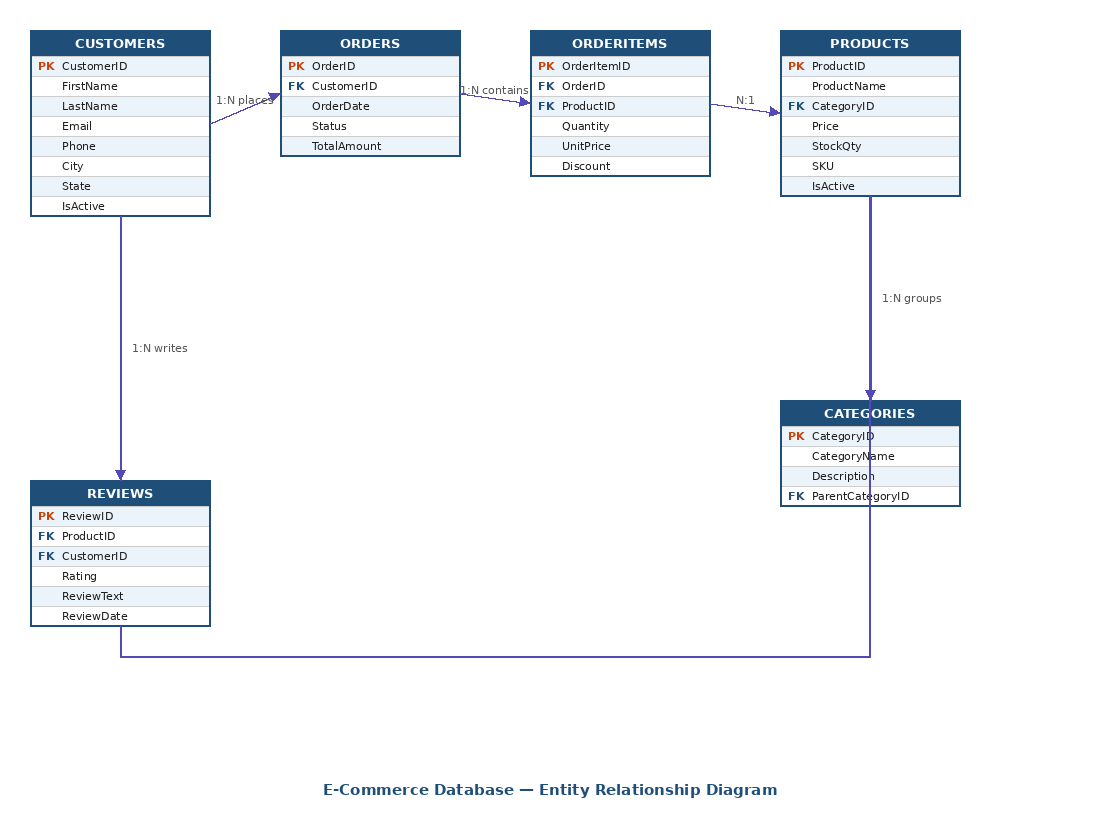 CUSTOMERS
PK CustomerID
FirstName
LastName
Email
Phone
City
State
IsActive
1:N places
ORDERS
PK OrderID
FK CustomerID
OrderDate
Status
TotalAmount
1:N contains
ORDERITEMS
PK OrderItemID
FK OrderID
FK ProductID
Quantity
UnitPrice
Discount
N:1
PRODUCTS
PK ProductID
ProductName
FK CategoryID
Price
StockQty
SKU
IsActive
1:N groups
1:N writes
CATEGORIES
PK CategoryID
CategoryName
Description
FK ParentCategoryID
REVIEWS
PK ReviewID
FK ProductID
FK CustomerID
Rating
ReviewText
ReviewDate
E-Commerce Database — Entity Relationship Diagram